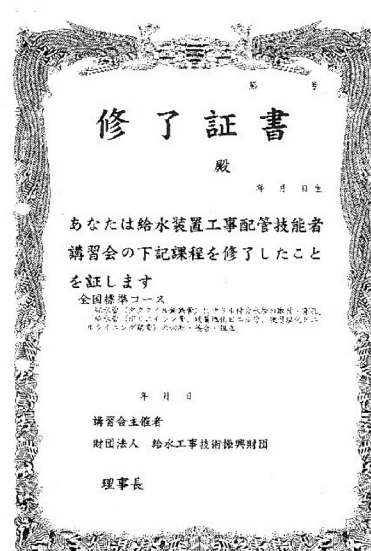 第 号
修了証書
殿
年 月 日生
あなたは給水装置工事配管技能者
講習会の下記課程を修了したこと
を証します
全国標準コース
年 月 日
講習会主催者
財団法人 給水工事技術振興財団
理事長